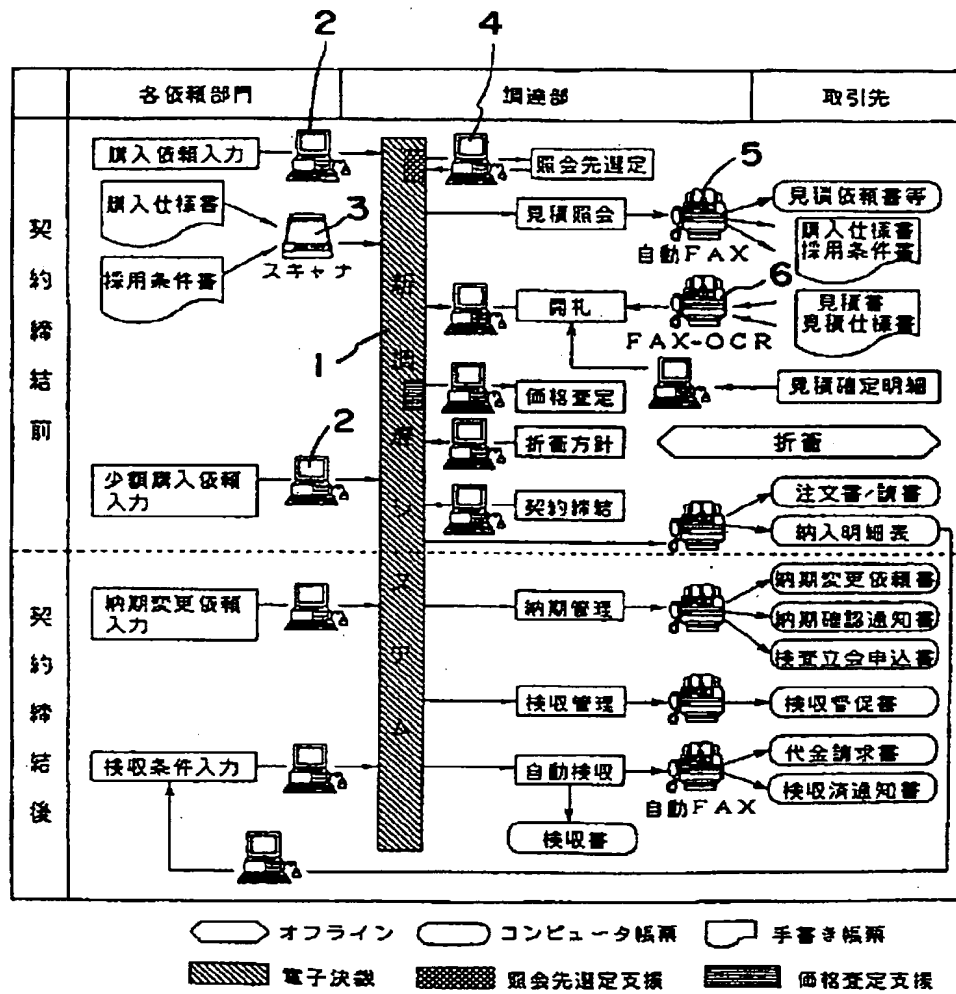 2
4
各依頼部門
調達部
取引先
契約締結前
購入依頼入力
照会先選定
5
購入仕様書
3
見積照会
見積依頼書等
採用条件書
スキャナ
自動FAX
購入仕様書
採用条件書
6
開札
見積書
見積仕様書
1
FAX-OCR
新調達システム
価格査定
見積確定明細
2
折衝方針
折衝
少額購入依頼
入力
契約締結
注文書/請書
納入明細表
契約締結後
納期変更依頼
入力
納期管理
納期変更依頼書
納期確認通知書
検査立会申込書
検収管理
検収督促書
検収条件入力
自動検収
代金請求書
自動FAX
検収済通知書
検収書
オフライン
コンピュータ帳票
手書き帳票
電子決裁
照会先選定支援
価格査定支援